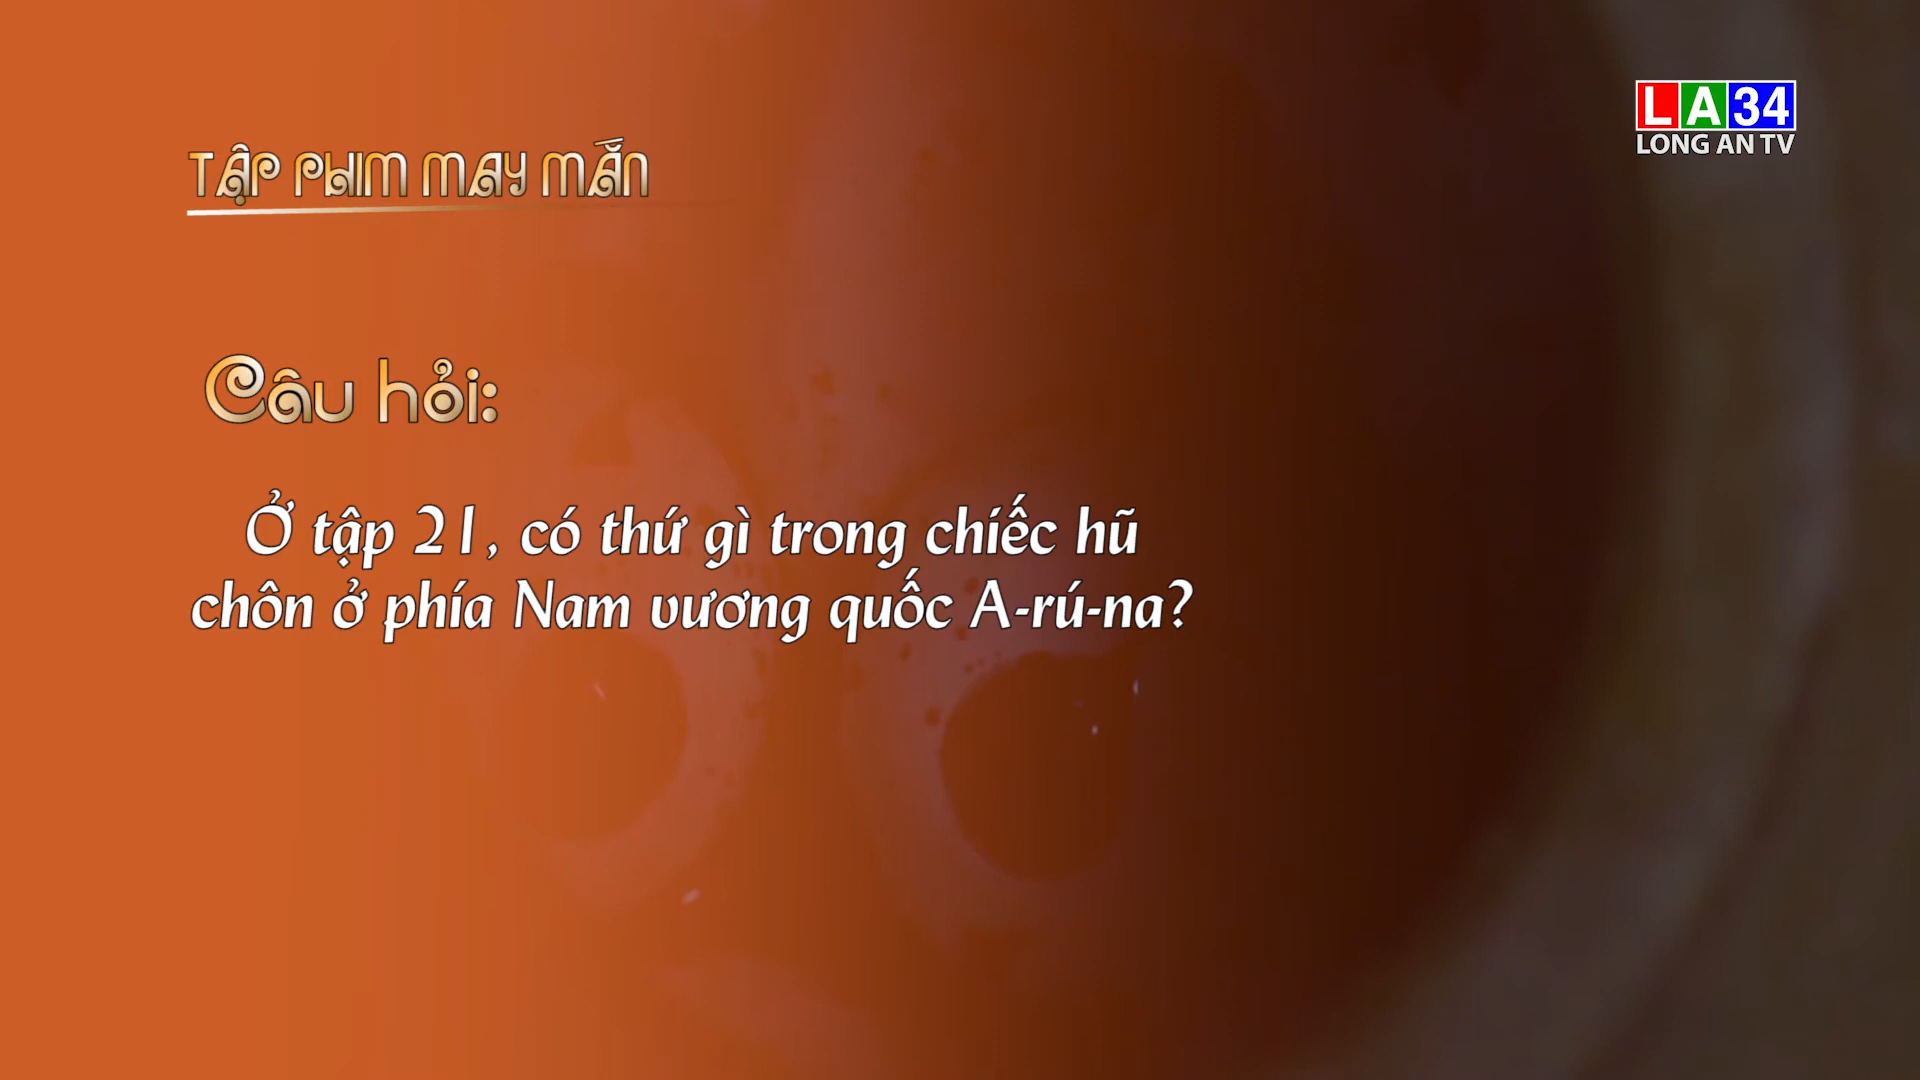 LA34
LONG AN TV
TẬP PHIM MAY MẮN
Câu hỏi:
Ở tập 21, có thứ gì trong chíếc hũ
chôn ở phía Nam vương quốc A-rú-na?